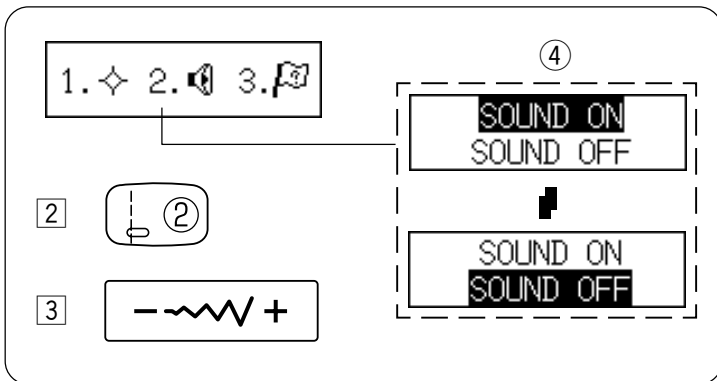 1. 2. 3.
④
SOUND ON
SOUND OFF
2 ②
3 - +
SOUND ON
SOUND OFF